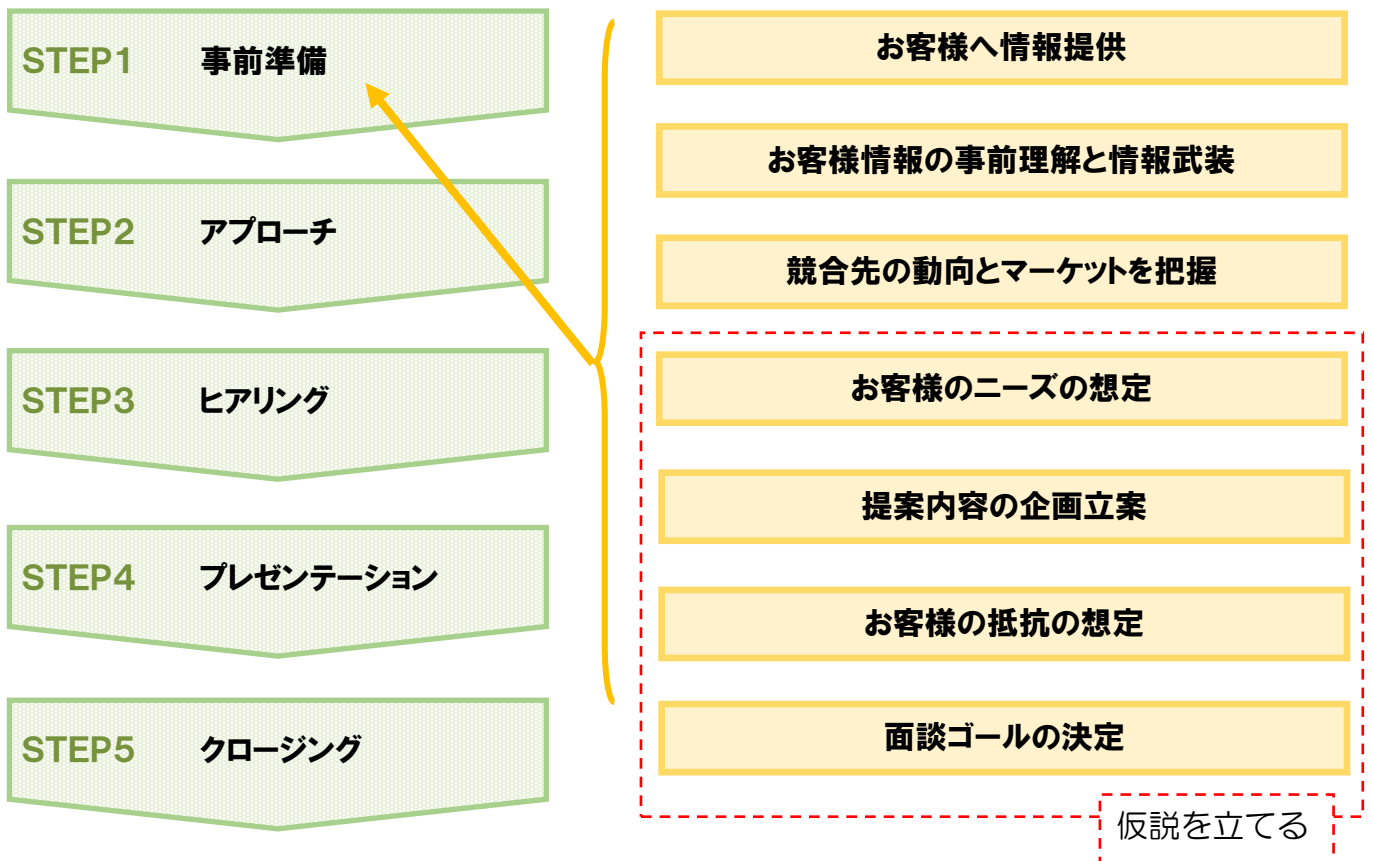 STEP1 事前準備
STEP2 アプローチ
STEP3 ヒアリング
STEP4 プレゼンテーション
STEP5 クロージング
お客様へ情報提供
お客様情報の事前理解と情報武装
競合先の動向とマーケットを把握
お客様のニーズの想定
提案内容の企画立案
お客様の抵抗の想定
面談ゴールの決定
仮説を立てる